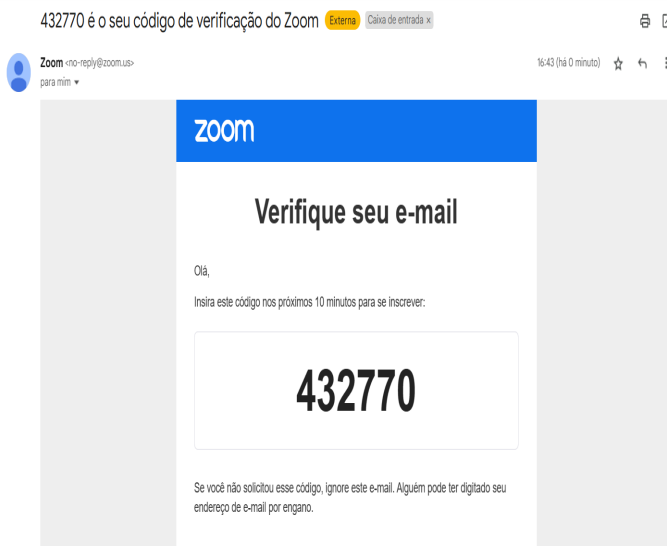 432770 é o seu código de verificação do Zoom Externa Caixa de entrada x
Zoom <no-reply@zoom.us> 16:43 (há 0 minuto)
para mim
zoom
Verifique seu e-mail
Olá,
Insira este código nos próximos 10 minutos para se inscrever:
432770
Se você não solicitou esse código, ignore este e-mail. Alguém pode ter digitado seu
endereço de e-mail por engano.